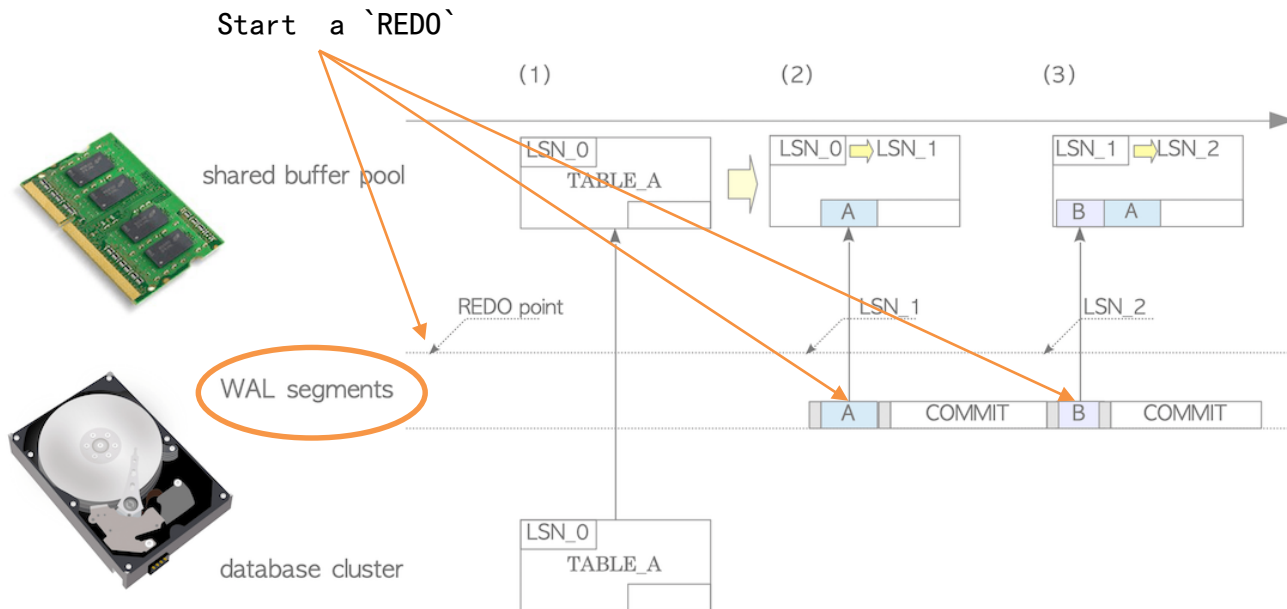 Start a `REDO`
(1) (2) (3)
LSN_0
TABLE_A
LSN_0 LSN_1
A
LSN_1 LSN_2
B A
shared buffer pool
REDO point
LSN_1
LSN_2
WAL segments
A COMMIT B COMMIT
LSN_0
TABLE_A
database cluster